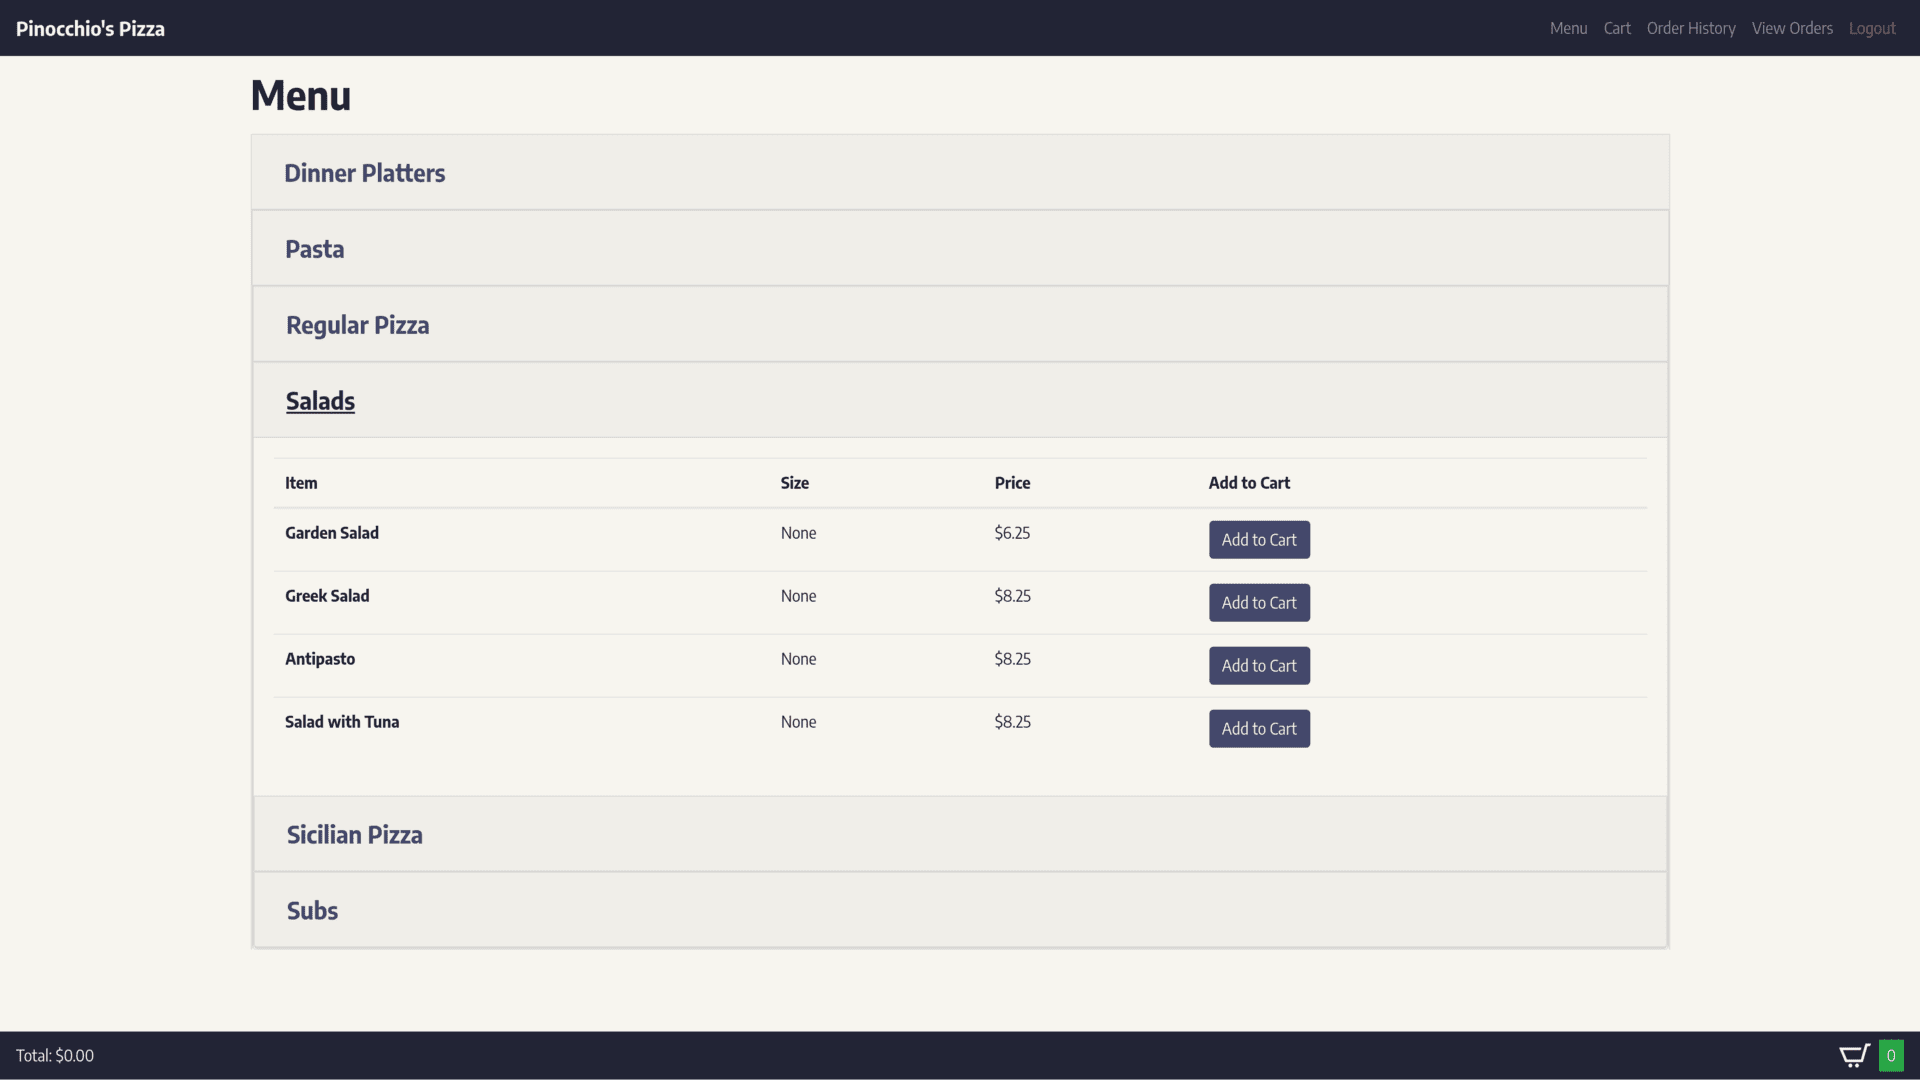 Pinocchio's Pizza Menu Cart Order History View Orders Logout
Menu
Dinner Platters
Pasta
Regular Pizza
Salads
Item Size Price Add to Cart
Garden Salad None $6.25 Add to Cart
Greek Salad None $8.25 Add to Cart
Antipasto None $8.25 Add to Cart
Salad with Tuna None $8.25 Add to Cart
Sicilian Pizza
Subs
Total: $0.00 0